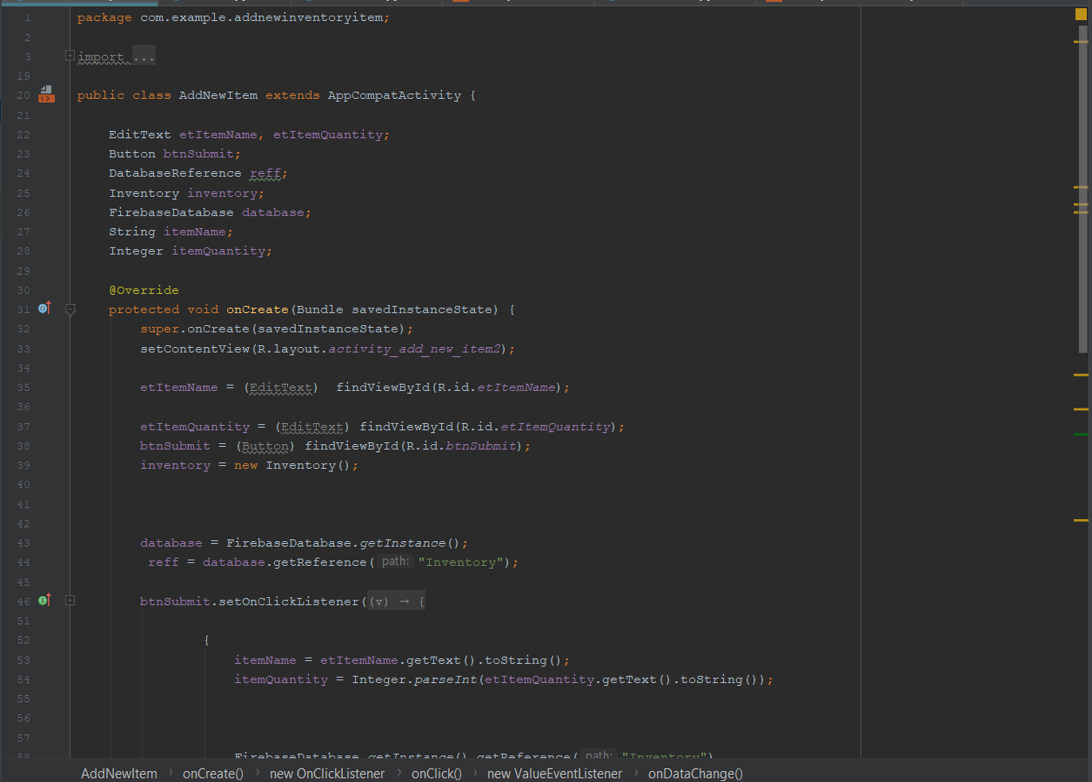 1 package com.example.addnewinventoryitem;
2
3 import ...
19
20 public class AddNewItem extends AppCompatActivity {
21
22 EditText etItemName, etItemQuantity;
23 Button btnSubmit;
24 DatabaseReference reff;
25 Inventory inventory;
26 FirebaseDatabase database;
27 String itemName;
28 Integer itemQuantity;
29
30 @Override
31 protected void onCreate(Bundle savedInstanceState) {
32 super.onCreate(savedInstanceState);
33 setContentView(R.layout.activity_add_new_item2);
34
35 etItemName = (EditText) findViewById(R.id.etItemName);
36
37 etItemQuantity = (EditText) findViewById(R.id.etItemQuantity);
38 btnSubmit = (Button) findViewById(R.id.btnSubmit);
39 inventory = new Inventory();
40
41
42
43 database = FirebaseDatabase.getInstance();
44 reff = database.getReference( path: "Inventory");
45
46 btnSubmit.setOnClickListener((v) → {
51
52 {
53 itemName = etItemName.getText().toString();
54 itemQuantity = Integer.parseInt(etItemQuantity.getText().toString());
55
56
57
58 FirebaseDatabase.getInstance().getReference( path: "Inventory")
AddNewItem › onCreate() › new OnClickListener › onClick() › new ValueEventListener › onDataChange()